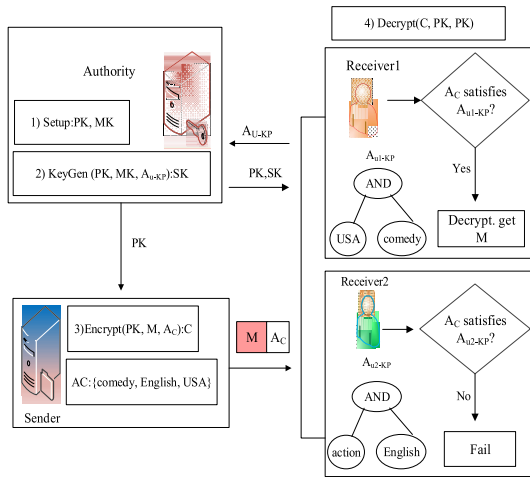 4) Decrypt(C, PK, PK)
Authority
1) Setup:PK, MK
2) KeyGen (PK, MK, Au-KP):SK
AU-KP
PK,SK
PK
Receiver1
Au1-KP
AND
USA
comedy
AC satisfies
Au1-KP?
Yes
Decrypt. get
M
3)Encrypt(PK, M, AC):C
AC:{comedy, English, USA}
Sender
M
AC
Receiver2
Au2-KP
AND
action
English
AC satisfies
Au2-KP?
No
Fail